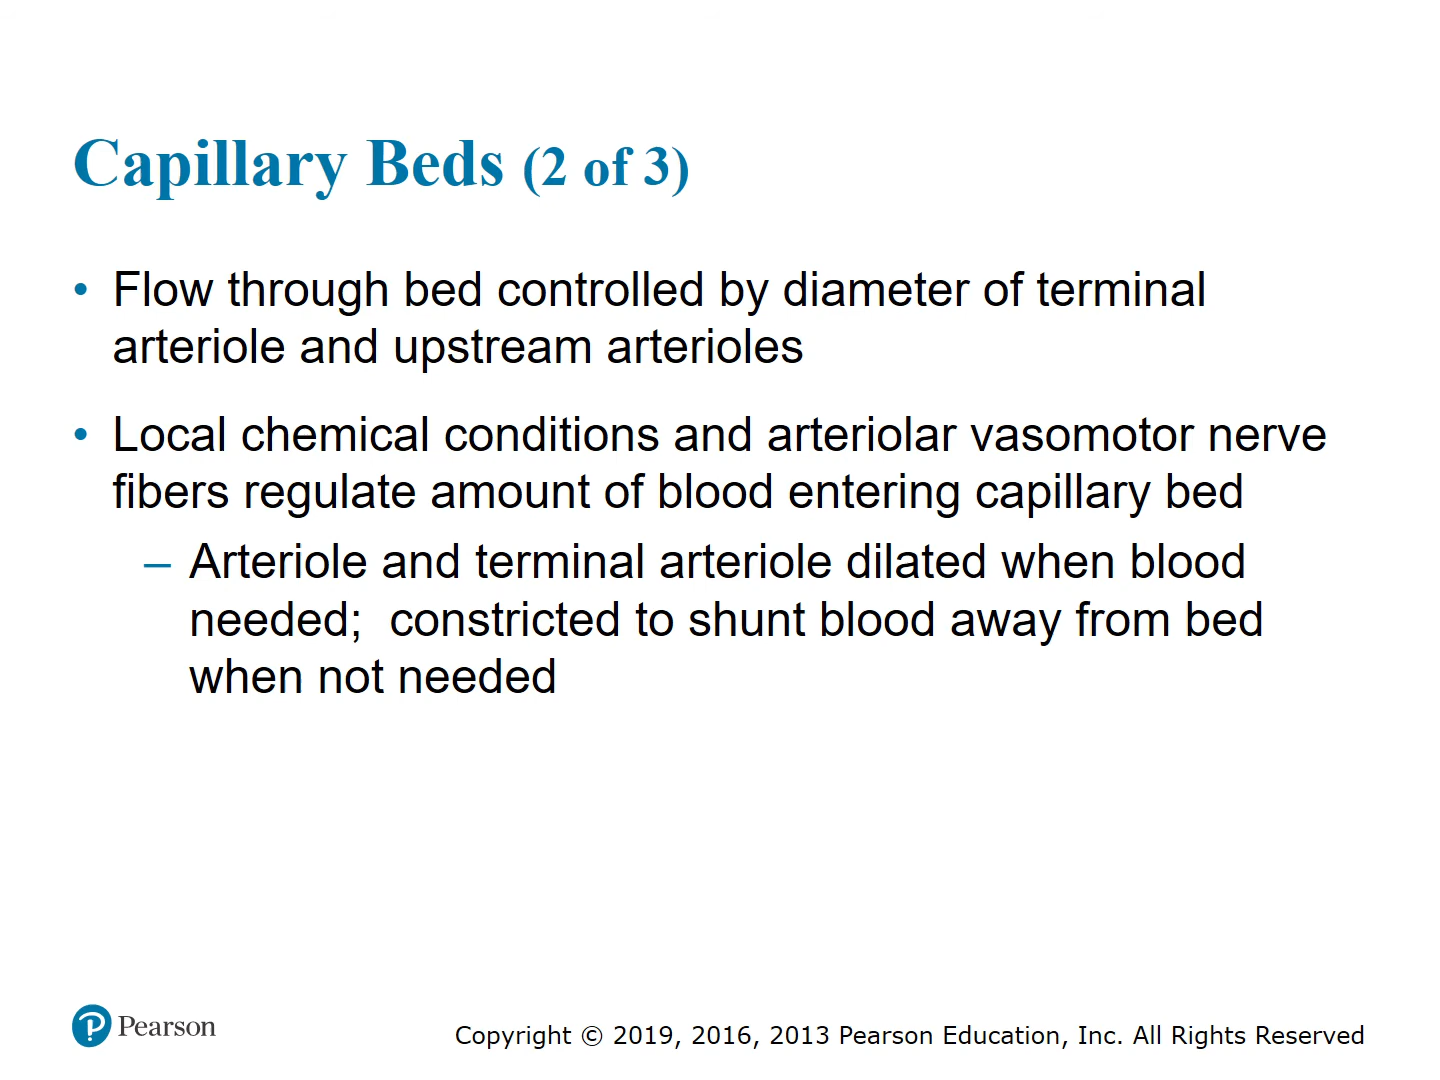 Capillary Beds (2 of 3)
• Flow through bed controlled by diameter of terminal
arteriole and upstream arterioles
• Local chemical conditions and arteriolar vasomotor nerve
fibers regulate amount of blood entering capillary bed
– Arteriole and terminal arteriole dilated when blood
needed;  constricted to shunt blood away from bed
when not needed
Pearson
Copyright © 2019, 2016, 2013 Pearson Education, Inc. All Rights Reserved